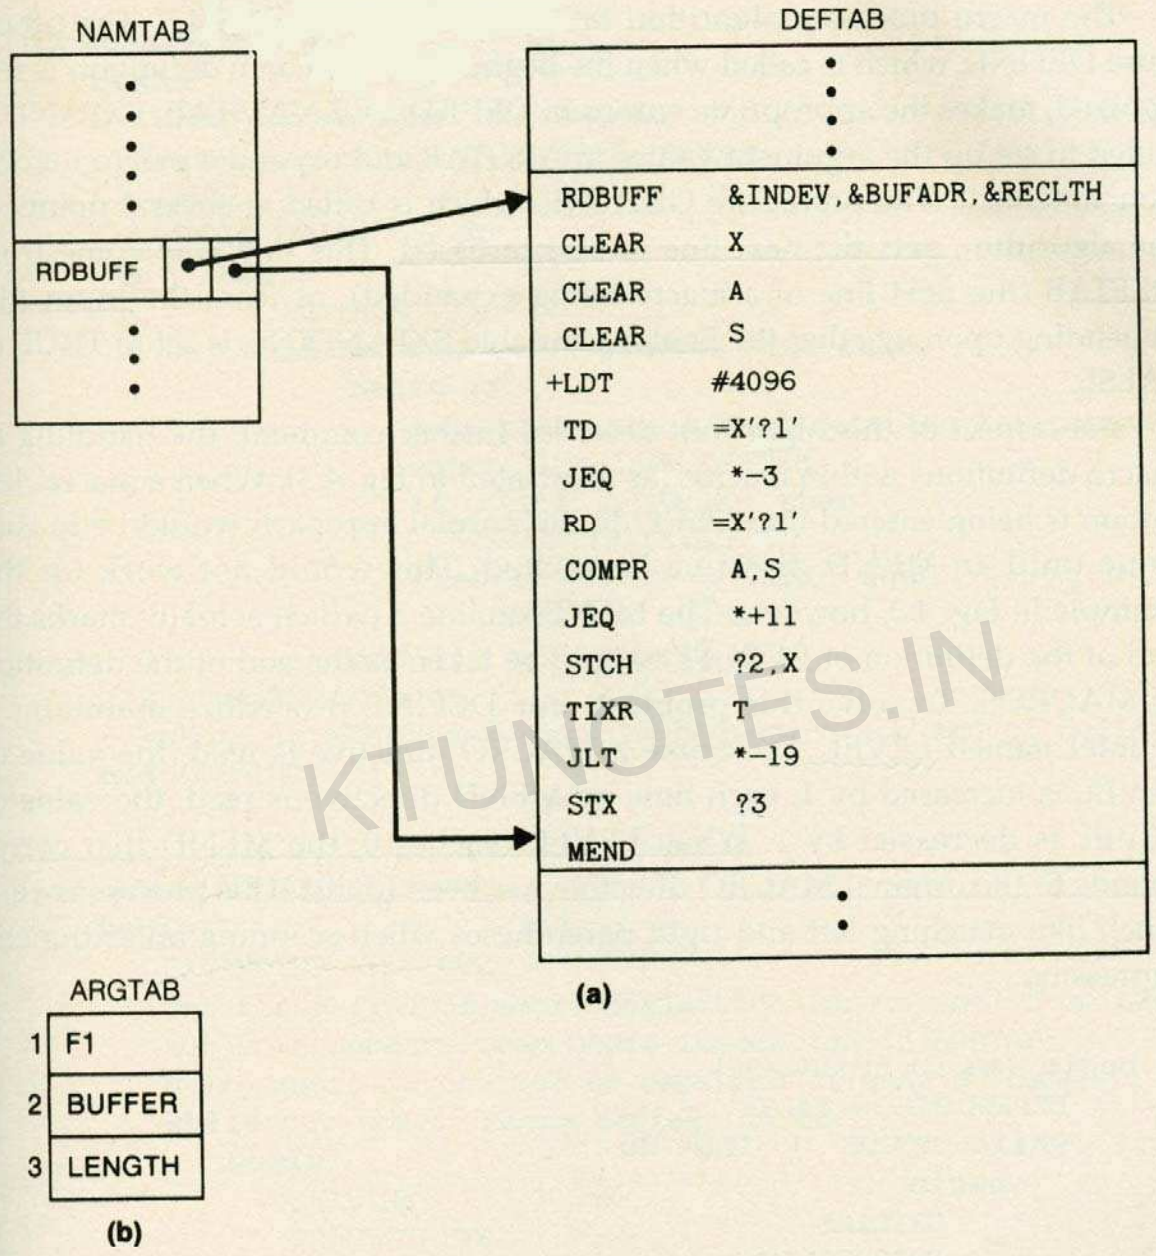 NAMTAB
DEFTAB
RDBUFF
RDBUFF &INDEV,&BUFADR,&RECLTH
CLEAR X
CLEAR A
CLEAR S
+LDT #4096
TD =X'?1'
JEQ *-3
RD =X'?1'
COMPR A,S
JEQ *+11
STCH ?2,X
TIXR T
JLT *-19
STX ?3
MEND
(a)
ARGTAB
1 F1
2 BUFFER
3 LENGTH
(b)
KTUNOTES.IN